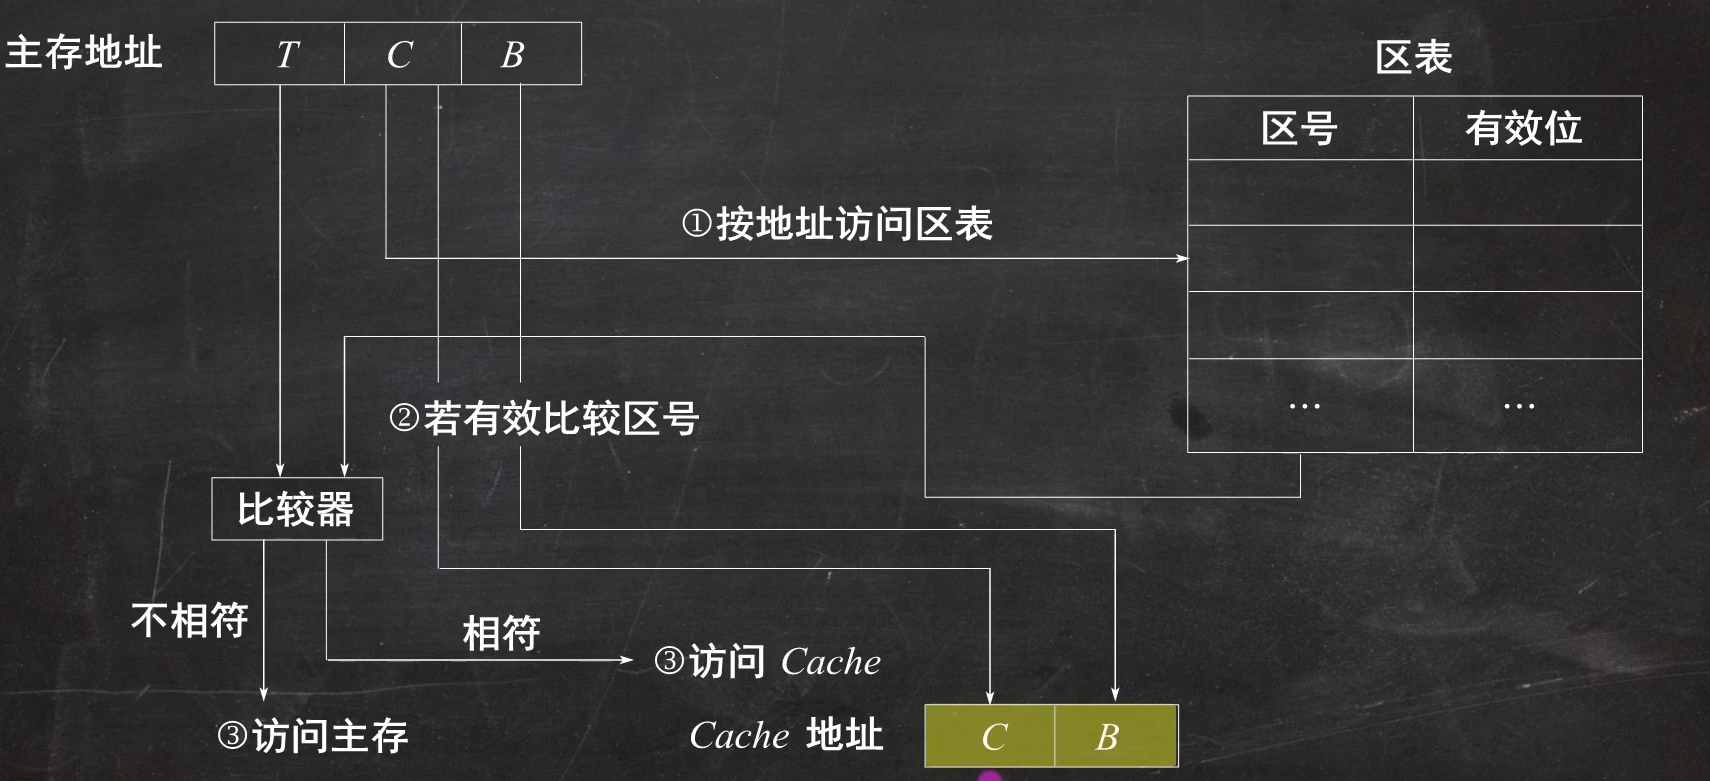 主存地址
T C B
区表
区号 有效位
①按地址访问区表
②若有效比较区号
… …
比较器
不相符
相符
③访问 Cache
③访问主存
Cache 地址 C B